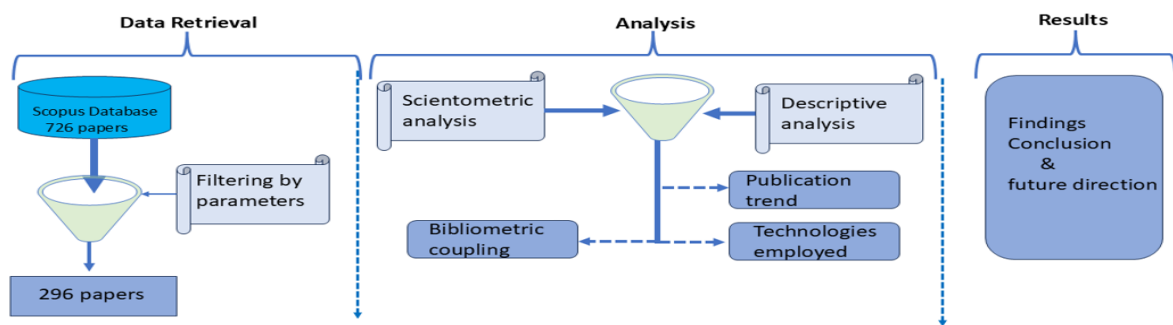 Data Retrieval
Scopus Database
726 papers
Filtering by
parameters
296 papers
Analysis
Scientometric
analysis
Descriptive
analysis
Publication
trend
Bibliometric
coupling
Technologies
employed
Results
Findings
Conclusion
&
future direction